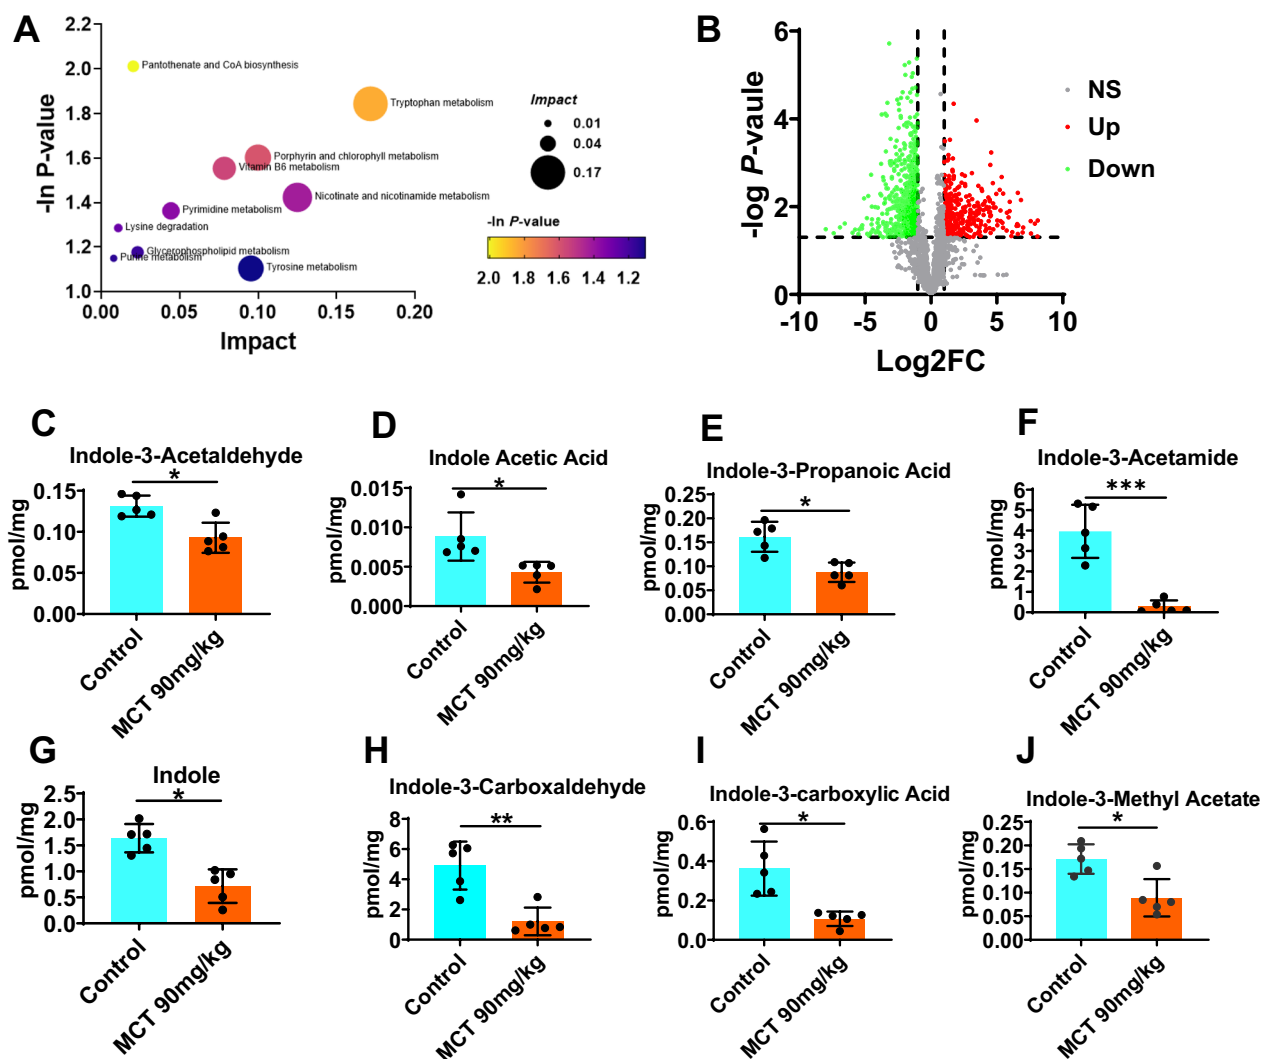 A
2.2
2.0
1.8
1.6
1.4
1.2
1.0
-ln P-vaule
Pantothenate and CoA biosynthesis
Tryptophan metabolism
Porphyrin and chlorophyll metabolism
Vitamin B6 metabolism
Nicotinate and nicotinamide metabolism
Pyrimidine metabolism
Lysine degradation
Glycerophospholipid metabolism
Purine metabolism
Tyrosine metabolism
0.00 0.05 0.10 0.15 0.20
Impact
Impact
0.01
0.04
0.17
-ln P-value
2.0 1.8 1.6 1.4 1.2
B
6
4
2
0
-log P-vaule
-10 -5 0 5 10
Log2FC
NS
Up
Down
C
Indole-3-Acetaldehyde
*
0.15
0.10
0.05
0.00
pmol/mg
Control
MCT 90mg/kg
D
Indole Acetic Acid
*
0.015
0.010
0.005
0.000
pmol/mg
Control
MCT 90mg/kg
E
Indole-3-Propanoic Acid
*
0.25
0.20
0.15
0.10
0.05
0.00
pmol/mg
Control
MCT 90mg/kg
F
Indole-3-Acetamide
***
6
5
4
3
2
1
0
pmol/mg
Control
MCT 90mg/kg
G
Indole
*
2.5
2.0
1.5
1.0
0.5
0.0
pmol/mg
Control
MCT 90mg/kg
H
Indole-3-Carboxaldehyde
**
8
6
4
2
0
pmol/mg
Control
MCT 90mg/kg
I
Indole-3-carboxylic Acid
*
0.6
0.4
0.2
0.0
pmol/mg
Control
MCT 90mg/kg
J
Indole-3-Methyl Acetate
*
0.25
0.20
0.15
0.10
0.05
0.00
pmol/mg
Control
MCT 90mg/kg